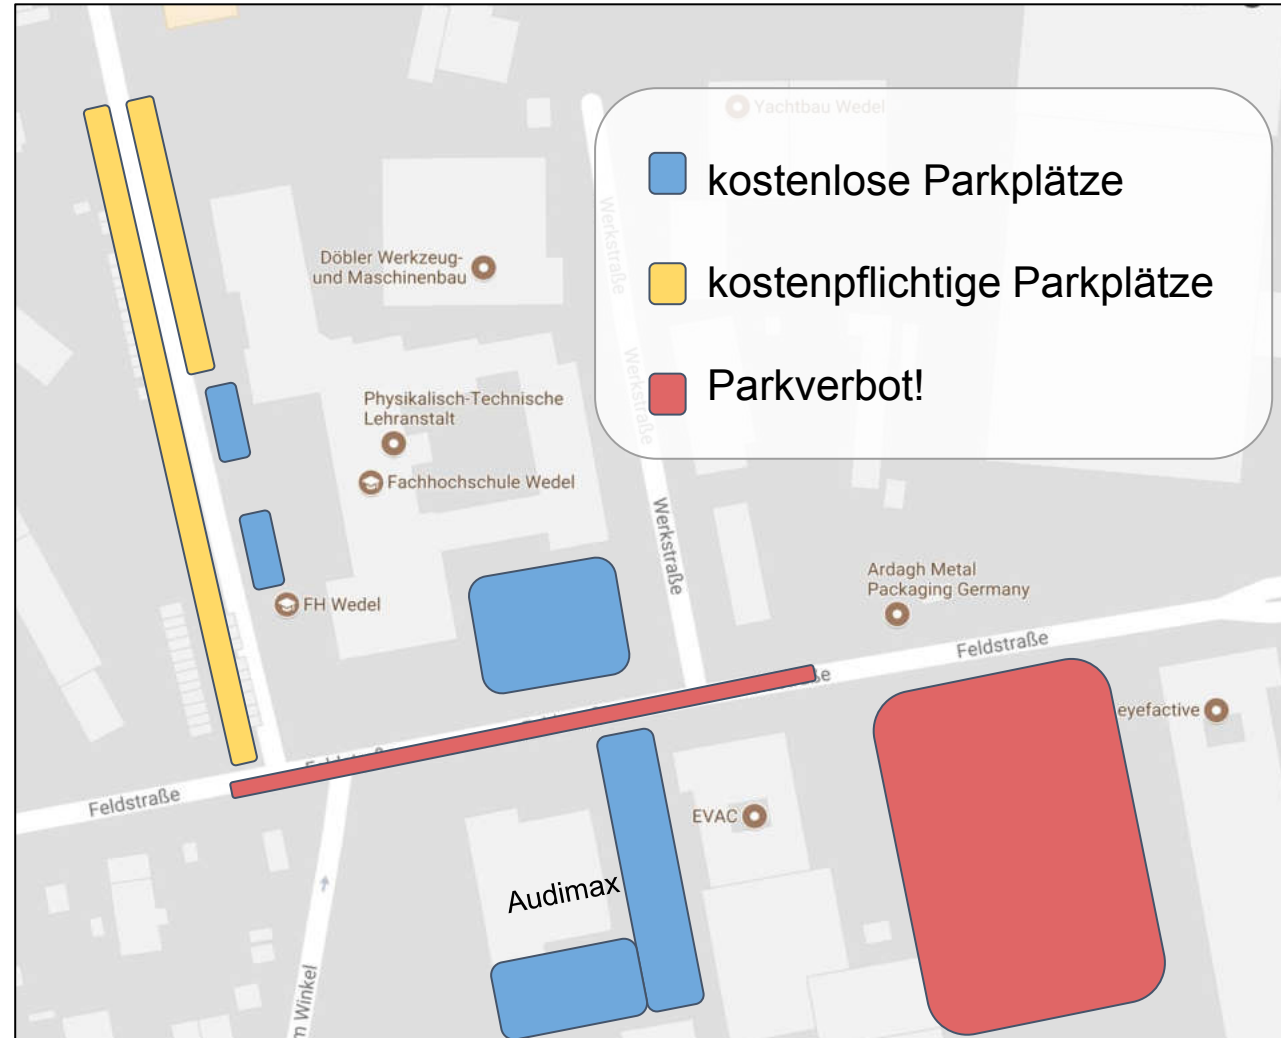 Yachtbau Wedel
kostenlose Parkplätze
kostenpflichtige Parkplätze
Parkverbot!
Werkstraße
Werkstraße
Werkstraße
Döbler Werkzeug-
und Maschinenbau
Physikalisch-Technische
Lehranstalt
Fachhochschule Wedel
FH Wedel
Ardagh Metal
Packaging Germany
Feldstraße
eyefactive
Feldstraße
EVAC
Audimax
m Winkel